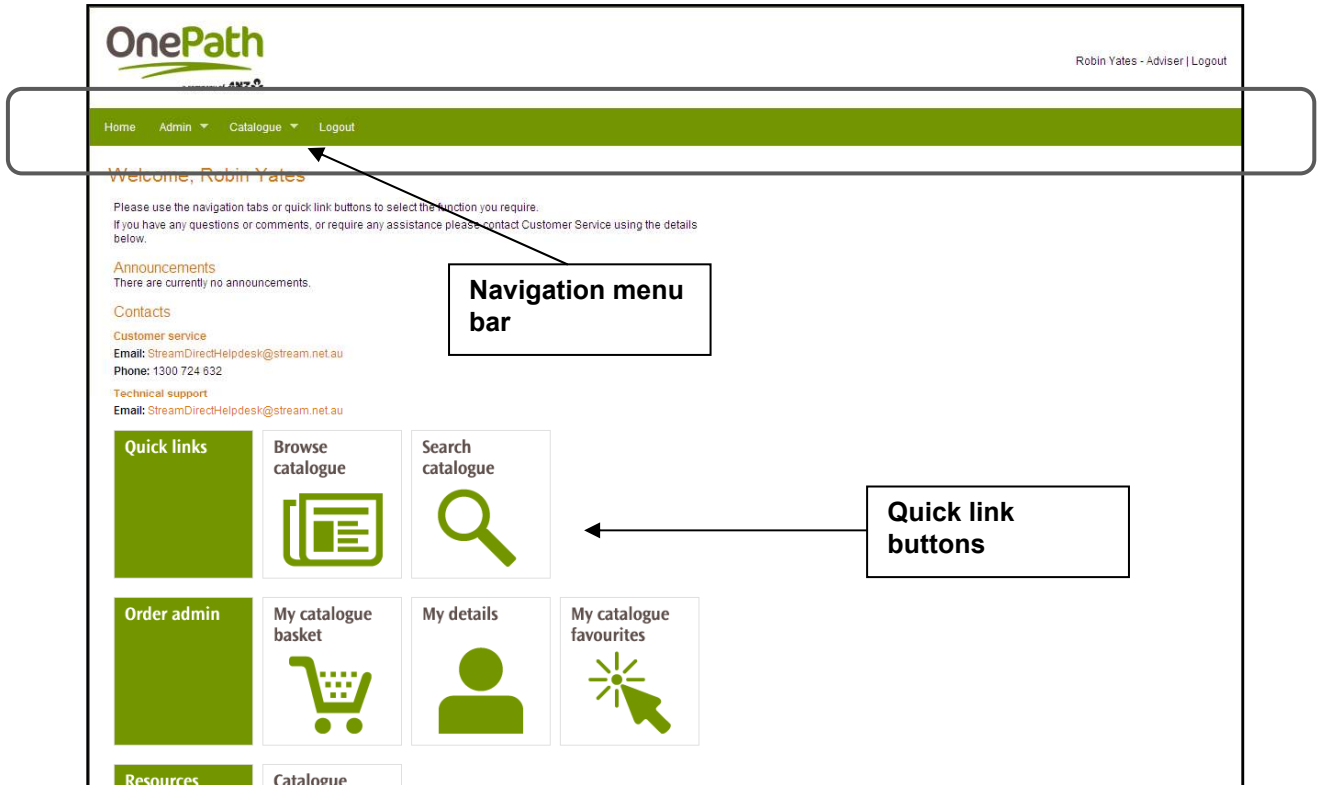 OnePath
ANZ
Robin Yates - Adviser | Logout
Home Admin Catalogue Logout
Welcome, Robin Yates
Please use the navigation tabs or quick link buttons to select the function you require.
If you have any questions or comments, or require any assistance please contact Customer Service using the details
below.
Announcements
There are currently no announcements.
Contacts
Customer service
Email: StreamDirectHelpdesk@stream.net.au
Phone: 1300 724 632
Technical support
Email: StreamDirectHelpdesk@stream.net.au
Navigation menu
bar
Quick links
Browse
catalogue
Search
catalogue
Quick link
buttons
Order admin
My catalogue
basket
My details
My catalogue
favourites
Resources
Catalogue